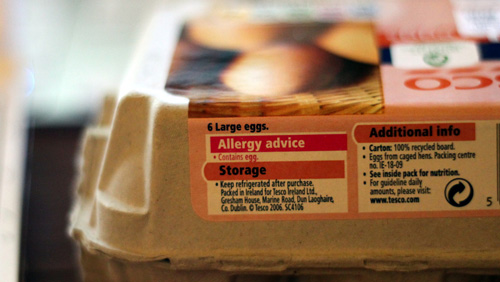 CO
6 Large eggs.
Allergy advice
• Contains egg.
Storage
• Keep refrigerated after purchase.
Packed in Ireland for Tesco Ireland Ltd.,
Gresham House, Marine Road, Dun Laoghaire,
Co. Dublin. © Tesco 2006. SC4106
Additional info
• Carton: 100% recycled board.
• Eggs from caged hens. Packing centre
no. IE-18-09
• See inside pack for nutrition.
• For guideline daily
amounts, please visit:
www.tesco.com
5